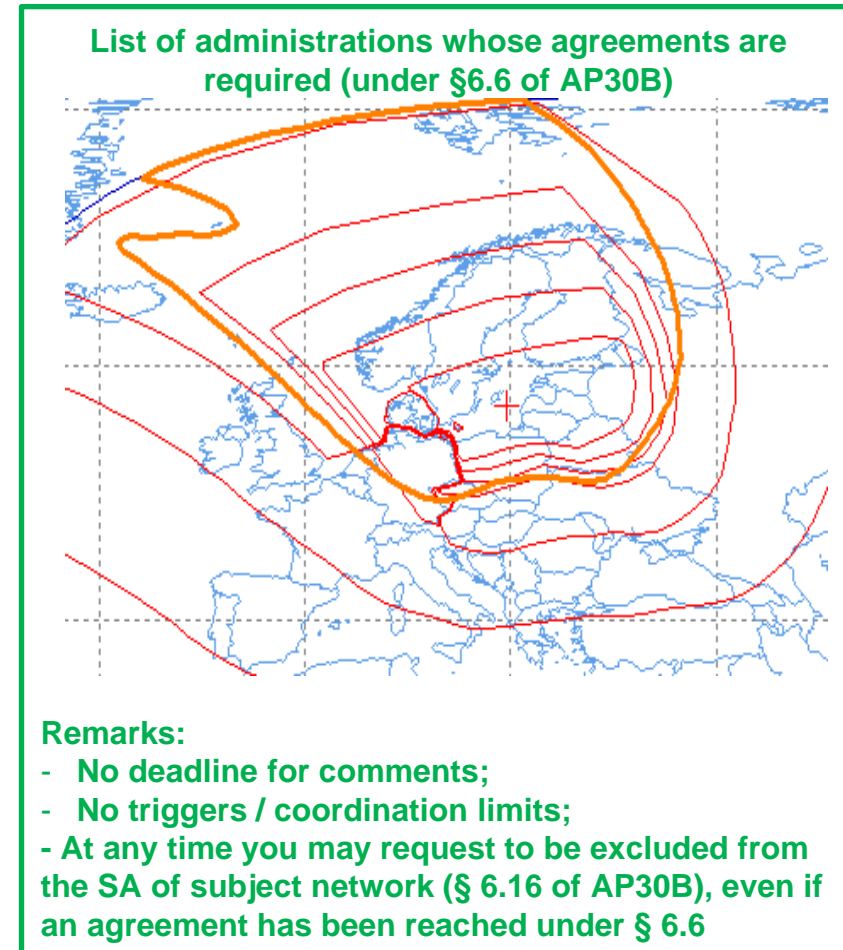 List of administrations whose agreements are
required (under §6.6 of AP30B)
Remarks:
- No deadline for comments;
- No triggers / coordination limits;
- At any time you may request to be excluded from
the SA of subject network (§ 6.16 of AP30B), even if
an agreement has been reached under § 6.6